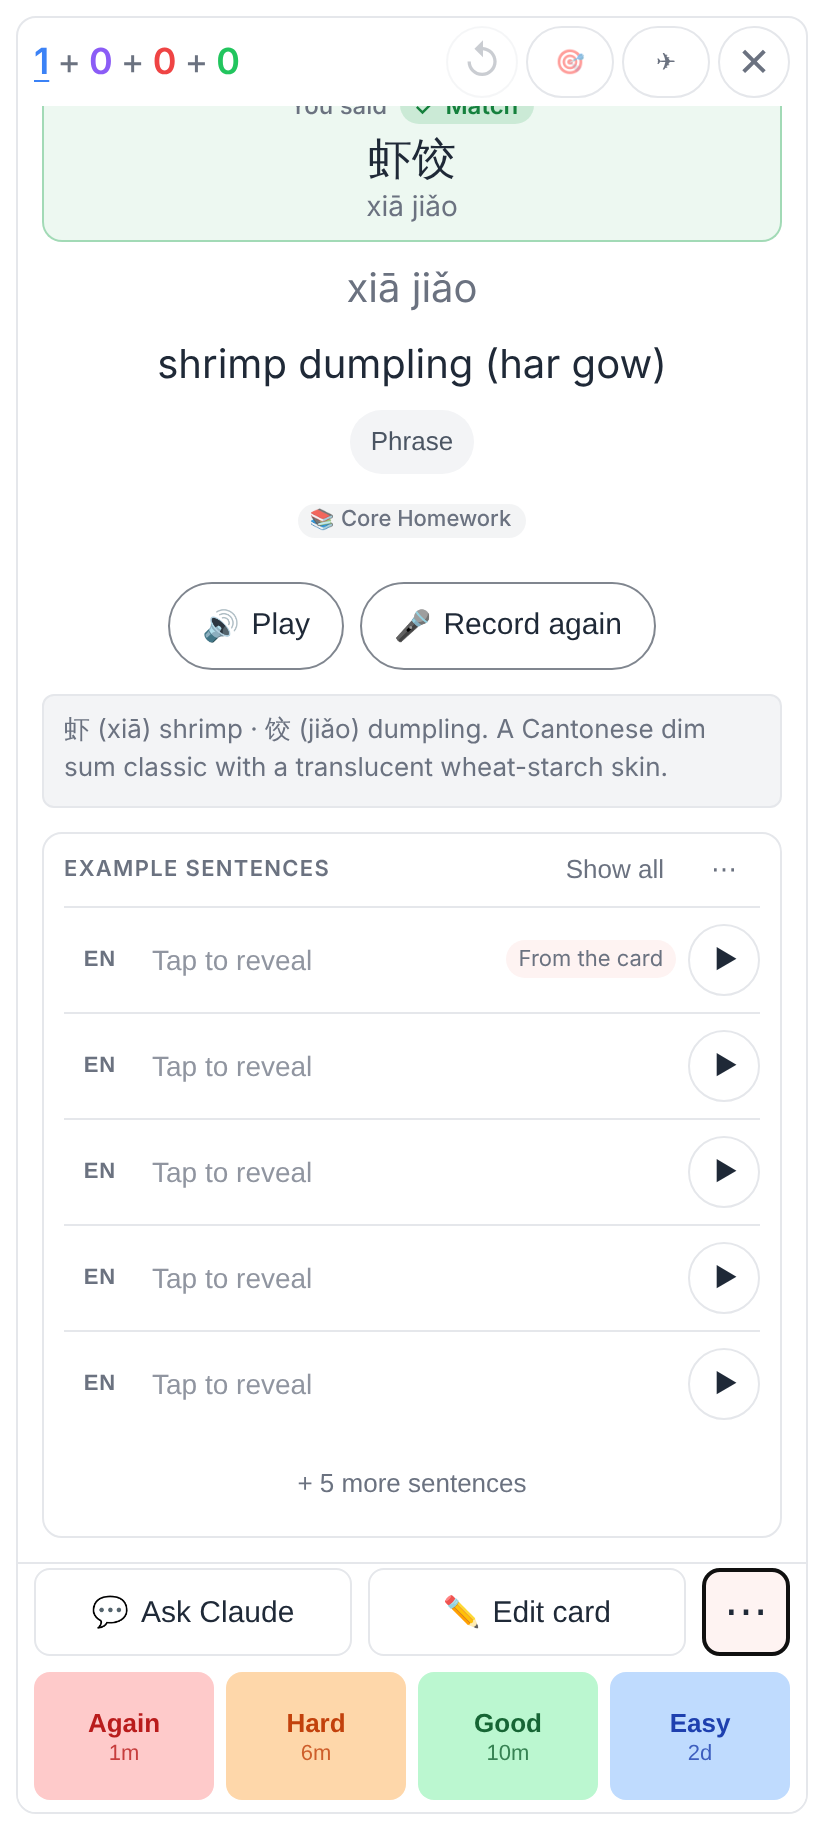 1 + 0 + 0 + 0
You said ✓ Match
虾饺
xiā jiǎo
xiā jiǎo
shrimp dumpling (har gow)
Phrase
📚 Core Homework
🔊 Play
🎤 Record again
虾 (xiā) shrimp · 饺 (jiǎo) dumpling. A Cantonese dim
sum classic with a translucent wheat-starch skin.
EXAMPLE SENTENCES Show all ⋯
EN Tap to reveal From the card
EN Tap to reveal
EN Tap to reveal
EN Tap to reveal
EN Tap to reveal
+ 5 more sentences
💬 Ask Claude
✏️ Edit card
⋯
Again
1m
Hard
6m
Good
10m
Easy
2d